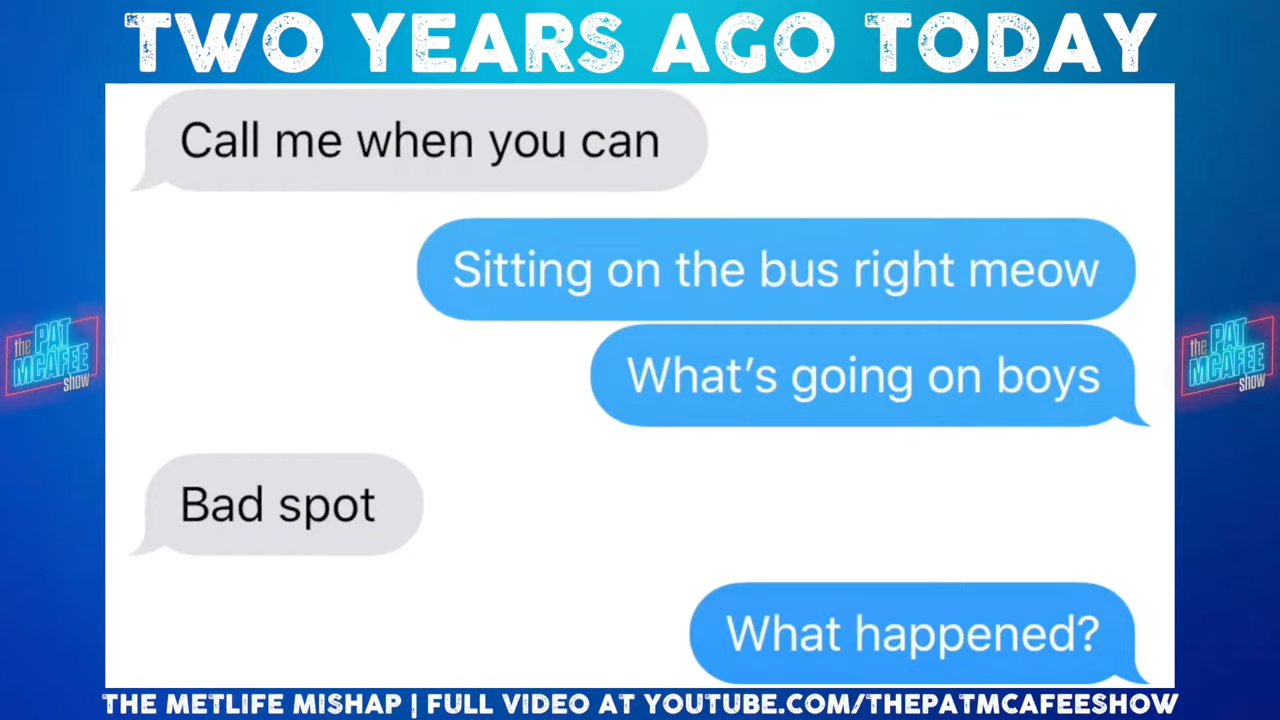 TWO YEARS AGO TODAY
Call me when you can
Sitting on the bus right meow
What's going on boys
the PAT
MCAFEE
show
the PAT
MCAFEE
show
Bad spot
What happened?
THE METLIFE MISHAP | FULL VIDEO AT YOUTUBE.COM/THEPATMCAFEESHOW